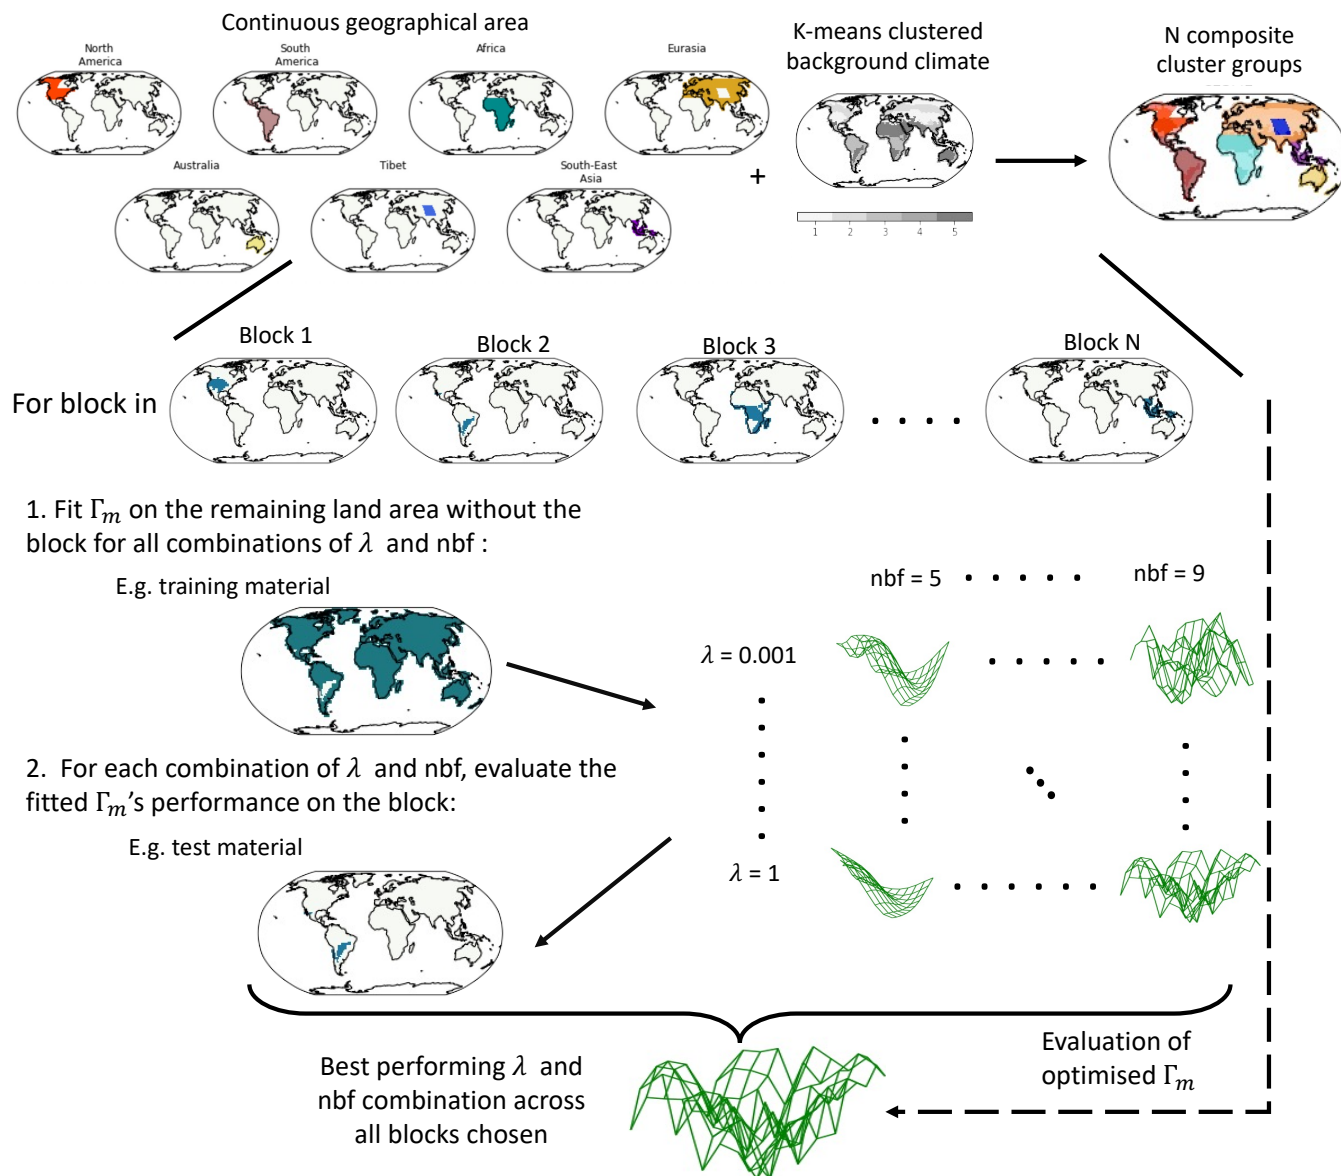 Continuous geographical area
North
America
South
America
Africa
Eurasia
Australia
Tibet
South-East
Asia
+
K-means clustered
background climate
1 2 3 4 5
N composite
cluster groups
For block in
Block 1
Block 2
Block 3
Block N
1. Fit Γₘ on the remaining land area without the
block for all combinations of λ and nbf :
E.g. training material
nbf = 5
nbf = 9
λ = 0.001
λ = 1
2. For each combination of λ and nbf, evaluate the
fitted Γₘ’s performance on the block:
E.g. test material
Best performing λ and
nbf combination across
all blocks chosen
Evaluation of
optimised Γₘ